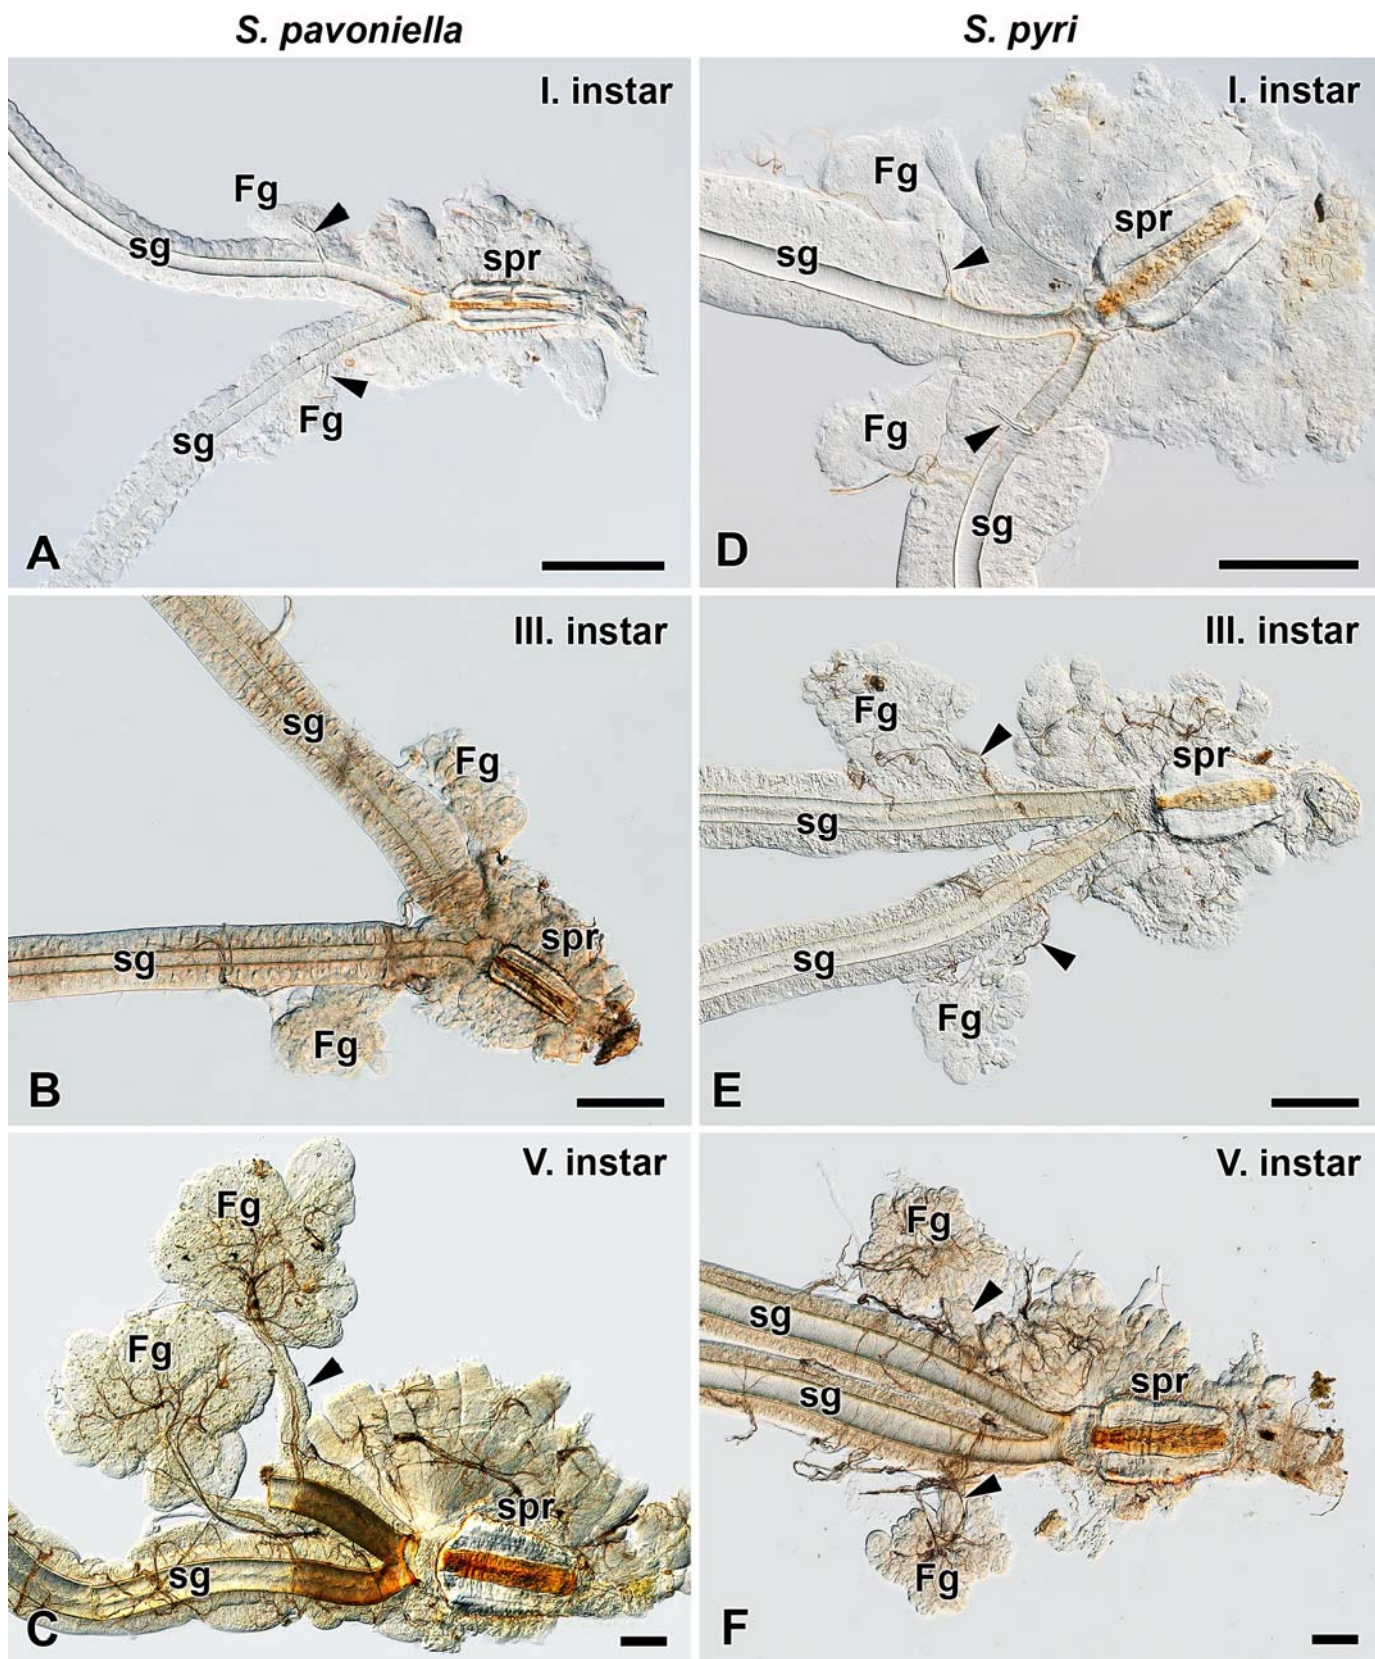 S. pavoniella
S. pyri
I. instar
Fg
sg
spr
Fg
sg
A
I. instar
Fg
spr
sg
Fg
sg
D
III. instar
sg
Fg
spr
sg
Fg
B
III. instar
Fg
spr
sg
sg
Fg
E
V. instar
Fg
Fg
spr
sg
C
V. instar
Fg
sg
spr
sg
Fg
F